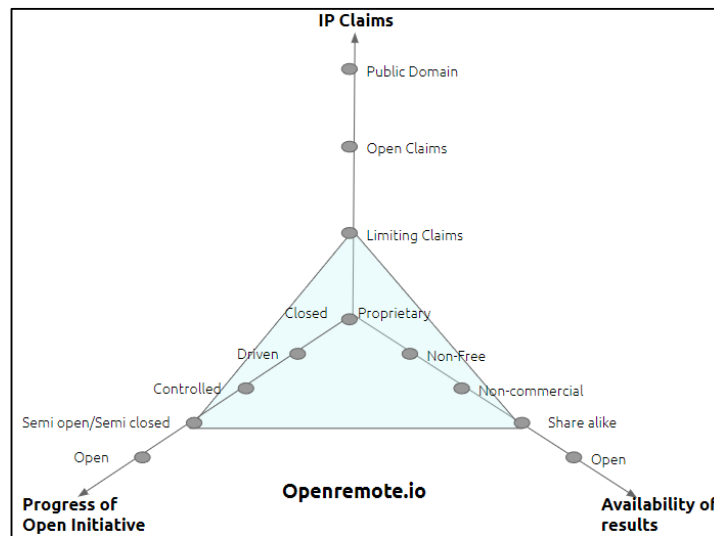 IP Claims
Public Domain
Open Claims
Limiting Claims
Closed Proprietary
Driven Non-Free
Controlled Non-commercial
Semi open/Semi closed Share alike
Open Open
Openremote.io
Progress of
Open Initiative
Availability of
results